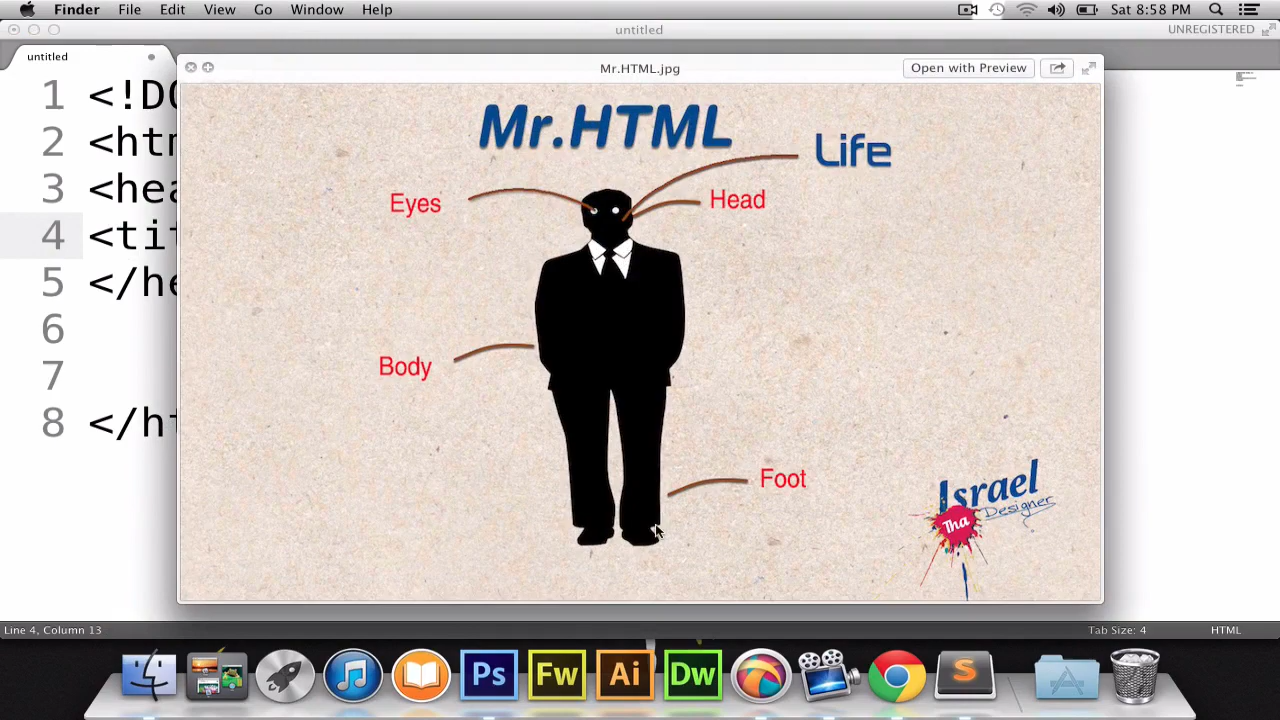 Finder File Edit View Go Window Help Sat 8:58 PM
untitled UNREGISTERED
untitled
Mr.HTML.jpg Open with Preview
1 <!DO
2 <htm
3 <hea
4 <tit
5 </he
6
7
8 </ht
Mr.HTML
Life
Eyes
Head
Body
Foot
Israel
Tha
Designer
Line 4, Column 13 Tab Size: 4 HTML
Ps Fw Ai Dw S